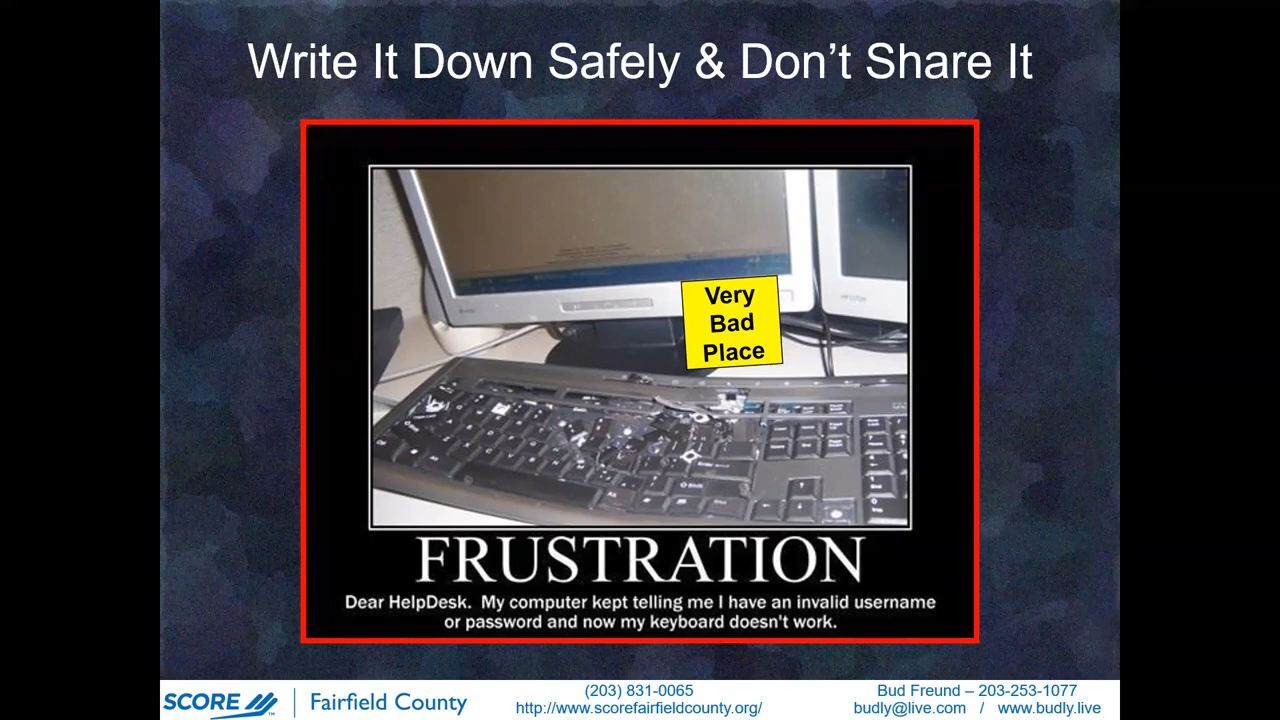 Write It Down Safely & Don't Share It
Very
Bad
Place
FRUSTRATION
Dear HelpDesk. My computer kept telling me I have an invalid username
or password and now my keyboard doesn't work.
SCORE
Fairfield County
(203) 831-0065
http://www.scorefairfieldcounty.org/
Bud Freund – 203-253-1077
budly@live.com / www.budly.live